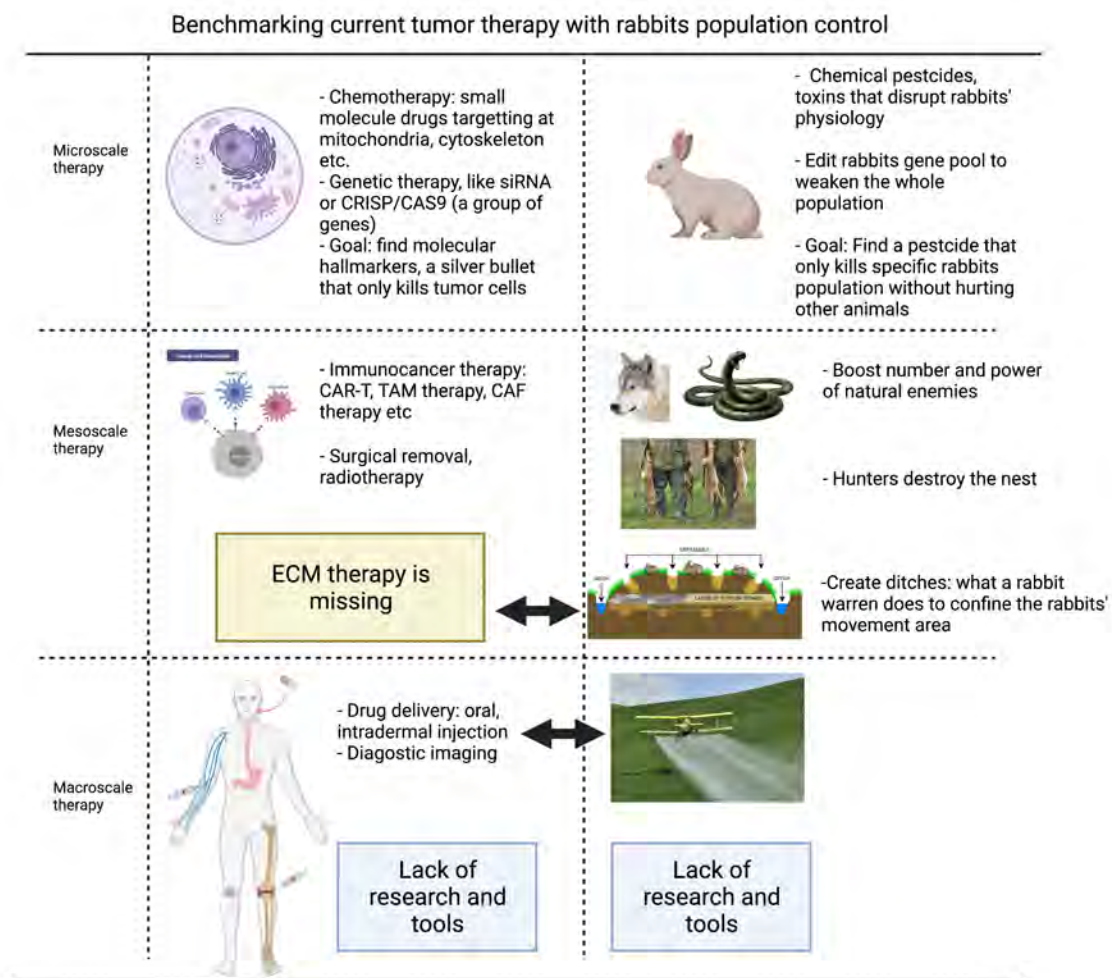 Benchmarking current tumor therapy with rabbits population control
Microscale
therapy
- Chemotherapy: small
molecule drugs targetting at
mitochondria, cytoskeleton
etc.
- Genetic therapy, like siRNA
or CRISP/CAS9 (a group of
genes)
- Goal: find molecular
hallmarkers, a silver bullet
that only kills tumor cells
- Chemical pestcides,
toxins that disrupt rabbits'
physiology
- Edit rabbits gene pool to
weaken the whole
population
- Goal: Find a pestcide that
only kills specific rabbits
population without hurting
other animals
Mesoscale
therapy
- Immunocancer therapy:
CAR-T, TAM therapy, CAF
therapy etc
- Surgical removal,
radiotherapy
ECM therapy is
missing
- Boost number and power
of natural enemies
- Hunters destroy the nest
-Create ditches: what a rabbit
warren does to confine the rabbits'
movement area
Macroscale
therapy
- Drug delivery: oral,
intradermal injection
- Diagostic imaging
Lack of
research and
tools
Lack of
research and
tools